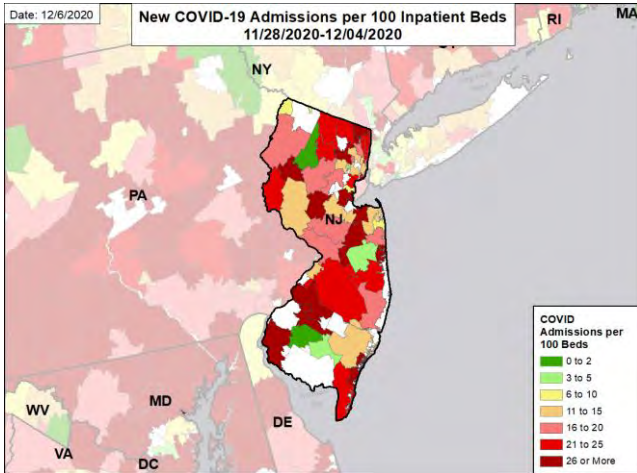 Date: 12/6/2020
New COVID-19 Admissions per 100 Inpatient Beds
11/28/2020-12/04/2020
RI
MA
NY
PA
NJ
MD
WV
VA
DC
DE
COVID
Admissions per
100 Beds
0 to 2
3 to 5
6 to 10
11 to 15
16 to 20
21 to 25
26 or More